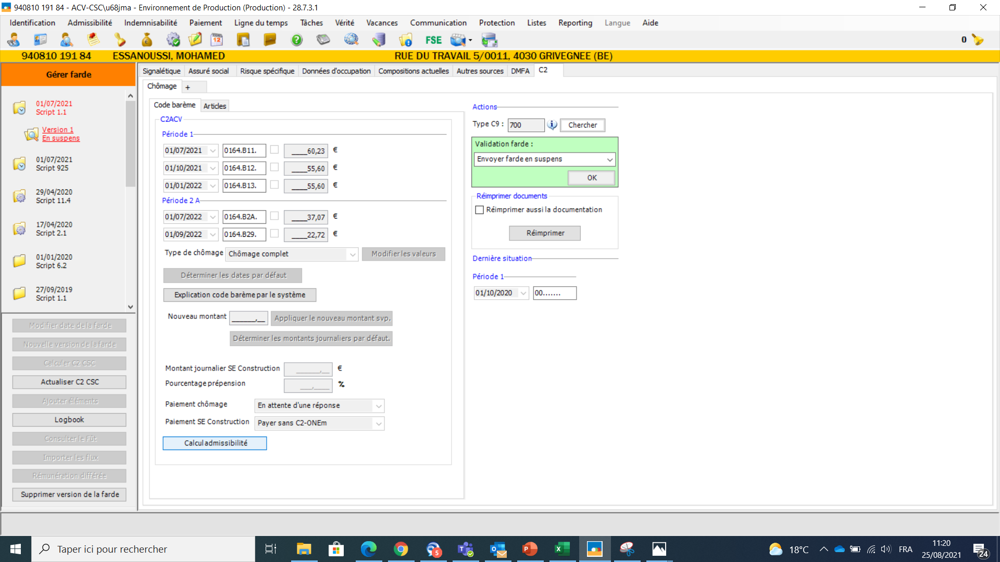 940810 191 84 - ACV-CSC\u68jma - Environnement de Production (Production) - 28.7.3.1
Identification Admissibilité Indemnisabilité Paiement Ligne du temps Tâches Vérité Vacances Communication Protection Listes Reporting Langue Aide
12 FSE 0
940810 191 84 ESSANOUSSI, MOHAMED RUE DU TRAVAIL 5/0011, 4030 GRIVEGNEE (BE)
Gérer farde
01/07/2021
Script 1.1
Version 1
En suspens
01/07/2021
Script 925
29/04/2020
Script 11.4
17/04/2020
Script 2.1
01/01/2020
Script 6.2
27/09/2019
Script 1.1
Modifier date de la farde
Nouvelle version de la farde
Calculer C2 CSC
Actualiser C2 CSC
Ajouter éléments
Logbook
Consulter le Fût
Importer les flux
Rémunération différée
Supprimer version de la farde
Signalétique Assuré social Risque spécifique Données d'occupation Compositions actuelles Autres sources DMFA C2
Chômage +
Code barème Articles
C2ACV
Période 1
01/07/2021 0164.B11. ____60,23 €
01/10/2021 0164.B12. ____55,60 €
01/01/2022 0164.B13. ____55,60 €
Période 2 A
01/07/2022 0164.B2A. ____37,07 €
01/09/2022 0164.B29. ____22,72 €
Type de chômage Chômage complet Modifier les valeurs
Déterminer les dates par défaut
Explication code barème par le système
Nouveau montant ______,__ Appliquer le nouveau montant svp.
Déterminer les montants journaliers par défaut.
Montant journalier SE Construction ______,__ €
Pourcentage prépension ___,____ %
Paiement chômage En attente d'une réponse
Paiement SE Construction Payer sans C2-ONEm
Calcul admissibilité
Actions
Type C9 : 700 Chercher
Validation farde :
Envoyer farde en suspens
OK
Réimprimer documents
Réimprimer aussi la documentation
Réimprimer
Dernière situation
Période 1
01/10/2020 00.......
Taper ici pour rechercher
5
18°C FRA 11:20
25/08/2021
24